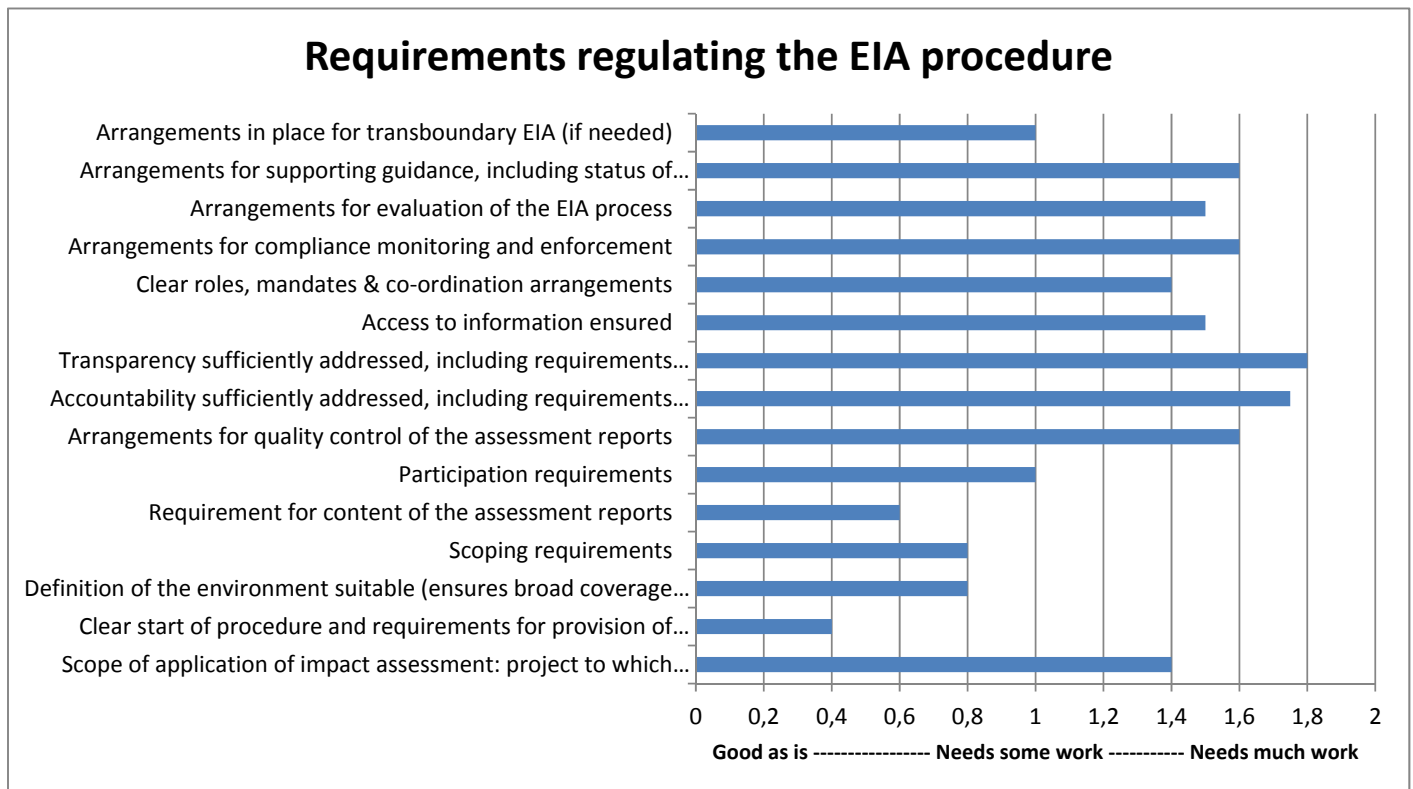 Requirements regulating the EIA procedure
Arrangements in place for transboundary EIA (if needed)
Arrangements for supporting guidance, including status of...
Arrangements for evaluation of the EIA process
Arrangements for compliance monitoring and enforcement
Clear roles, mandates & co-ordination arrangements
Access to information ensured
Transparency sufficiently addressed, including requirements...
Accountability sufficiently addressed, including requirements...
Arrangements for quality control of the assessment reports
Participation requirements
Requirement for content of the assessment reports
Scoping requirements
Definition of the environment suitable (ensures broad coverage...
Clear start of procedure and requirements for provision of...
Scope of application of impact assessment: project to which...
0 0,2 0,4 0,6 0,8 1 1,2 1,4 1,6 1,8 2
Good as is ----------------- Needs some work ----------- Needs much work